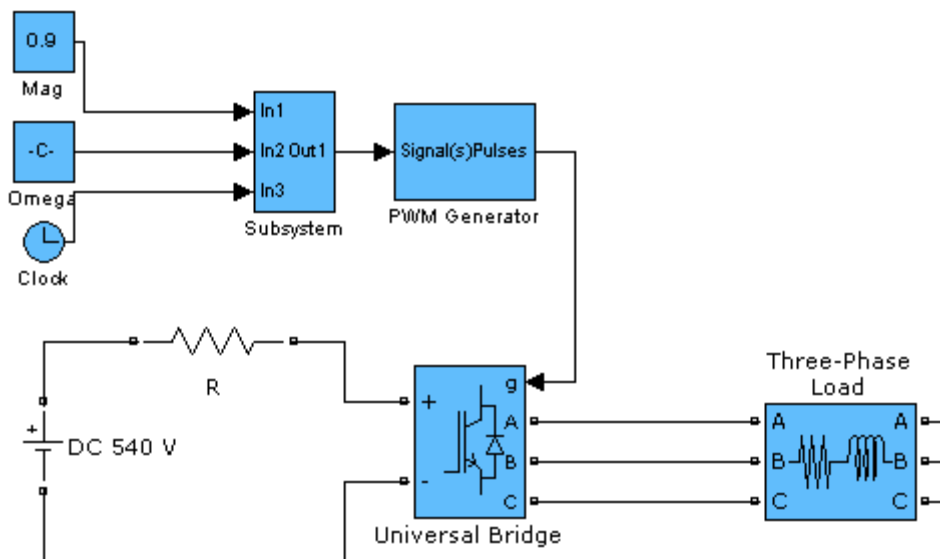 0.9
Mag
-C-
Omega
Clock
In1
In2 Out1
In3
Subsystem
Signal(s)Pulses
PWM Generator
R
+
DC 540 V
g
+
-
A
B
C
Universal Bridge
Three-Phase
Load
A A
B B
C C